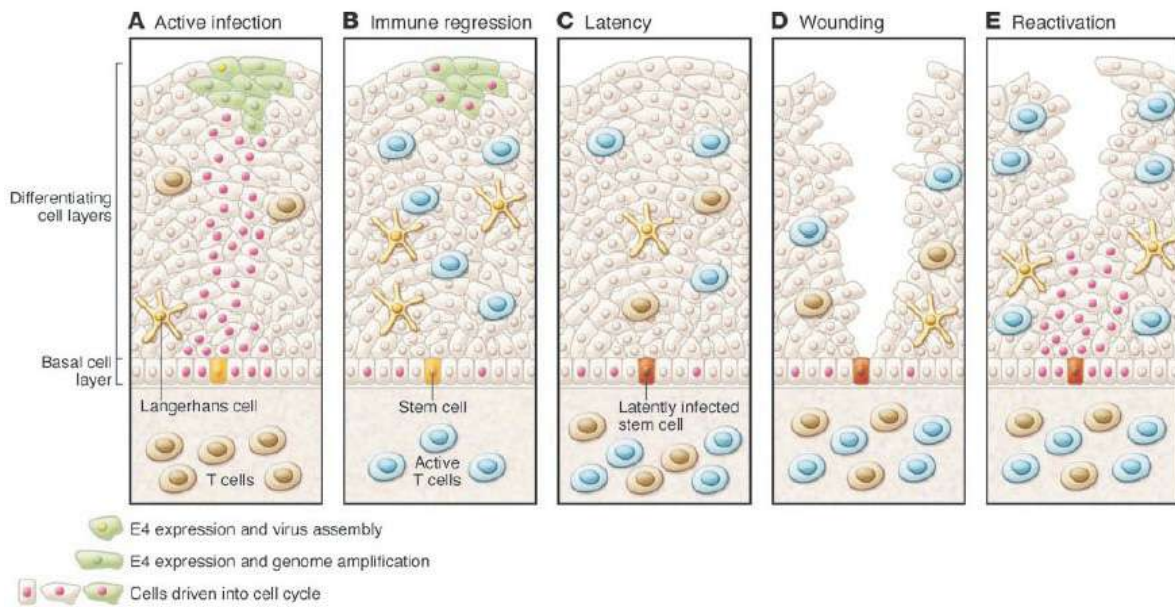 A Active infection
B Immune regression
C Latency
D Wounding
E Reactivation
Differentiating
cell layers
Basal cell
layer
Langerhans cell
T cells
Stem cell
Active
T cells
Latently infected
stem cell
E4 expression and virus assembly
E4 expression and genome amplification
Cells driven into cell cycle